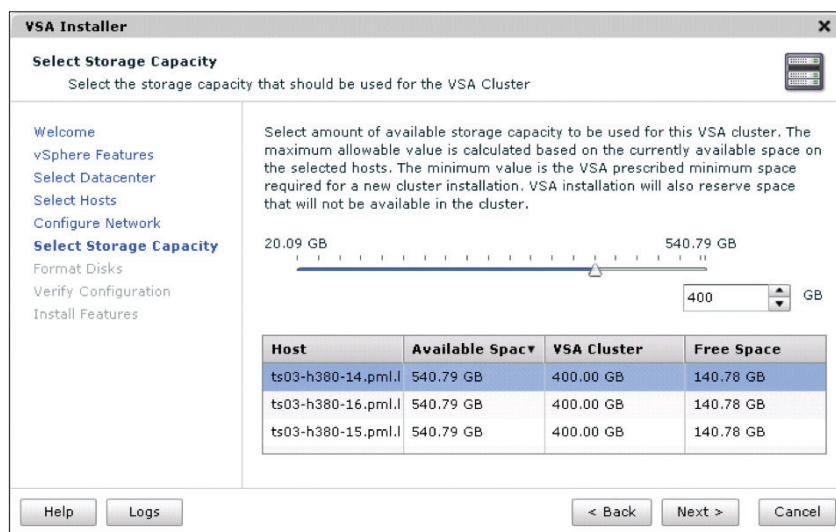 VSA Installer
Select Storage Capacity
Select the storage capacity that should be used for the VSA Cluster
Welcome
vSphere Features
Select Datacenter
Select Hosts
Configure Network
Select Storage Capacity
Format Disks
Verify Configuration
Install Features
Select amount of available storage capacity to be used for this VSA cluster. The
maximum allowable value is calculated based on the currently available space on
the selected hosts. The minimum value is the VSA prescribed minimum space
required for a new cluster installation. VSA installation will also reserve space
that will not be available in the cluster.
20.09 GB 540.79 GB
400 GB
Host Available Spac VSA Cluster Free Space
ts03-h380-14.pml.l 540.79 GB 400.00 GB 140.78 GB
ts03-h380-16.pml.l 540.79 GB 400.00 GB 140.78 GB
ts03-h380-15.pml.l 540.79 GB 400.00 GB 140.78 GB
Help Logs < Back Next > Cancel